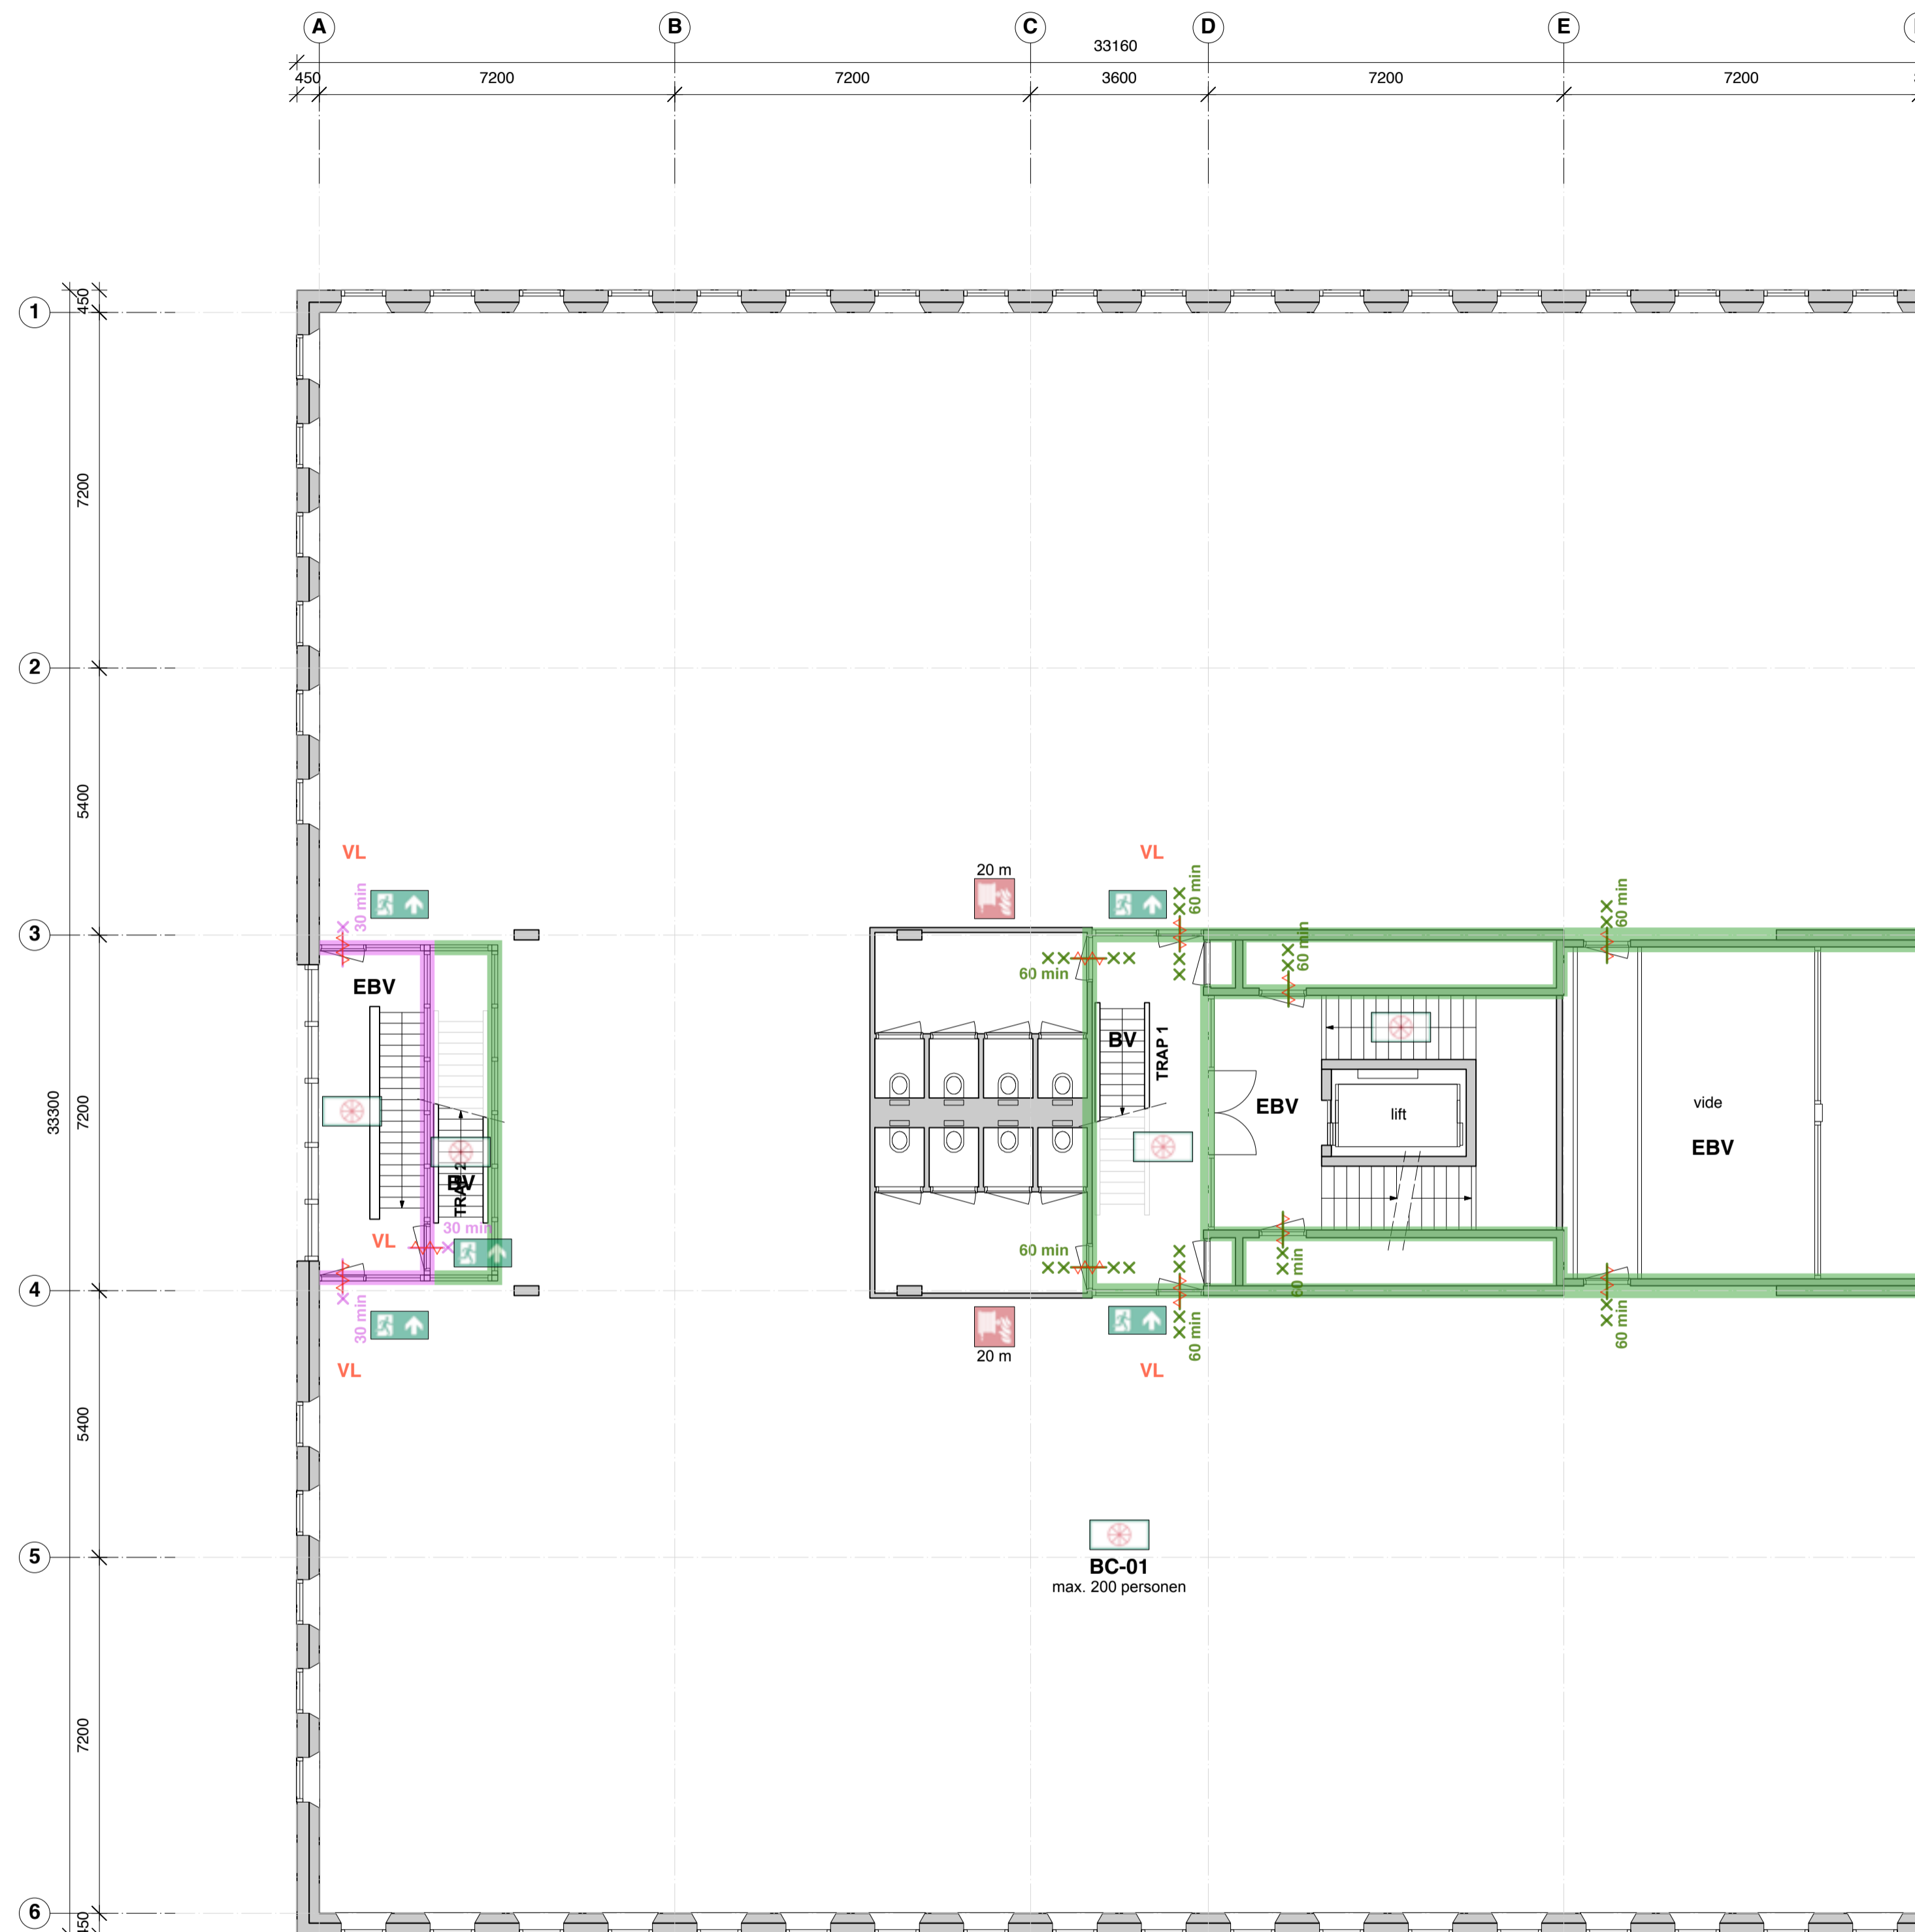 A
B
C
D
E
33160
450
7200
7200
3600
7200
7200
1
450
7200
2
5400
VL
30 min
20 m
VL
60 min
60 min
60 min
3
60 min
EBV
BV
TRAP 1
EBV
lift
vide
EBV
33300
7200
BV
TRAP 2
30 min
VL
60 min
60 min
4
30 min
60 min
60 min
20 m
VL
VL
5400
5
BC-01
max. 200 personen
7200
6
450